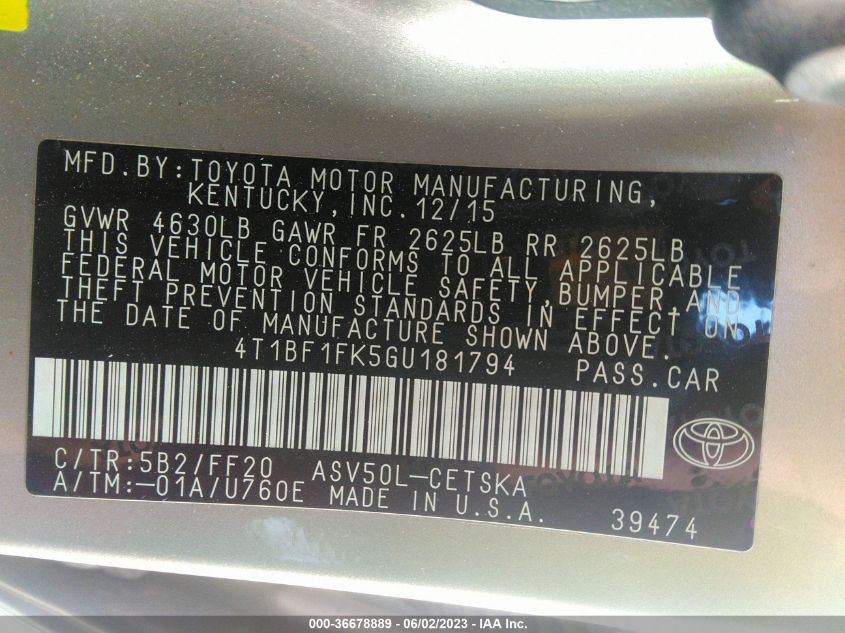 MFD.BY:TOYOTA MOTOR MANUFACTURING,
KENTUCKY,INC.12/15
GVWR 4630LB GAWR FR 2625LB RR 2625LB
THIS VEHICLE CONFORMS TO ALL APPLICABLE
FEDERAL MOTOR VEHICLE SAFETY,BUMPER,AND
THEFT PREVENTION STANDARDS IN EFFECT ON
THE DATE OF MANUFACTURE SHOWN ABOVE.
4T1BF1FK5GU181794 PASS.CAR
C/TR:5B2/FF20 ASV50L-CETSKA
A/TM:-01A/U760E MADE IN U.S.A. 39474
000-36678889 - 06/02/2023 - IAA Inc.